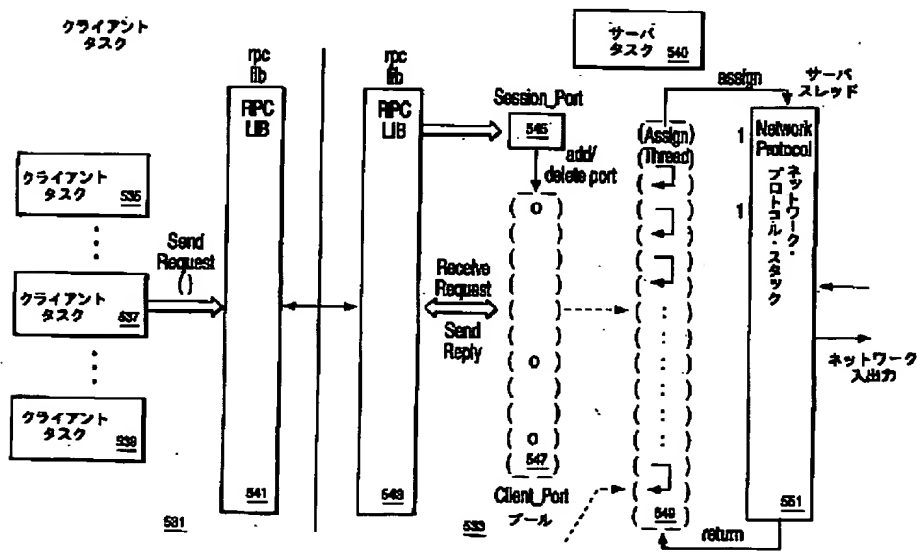 クライアント
タスク
クライアント
タスク
535
クライアント
タスク
537
クライアント
タスク
539
Send
Request
( )
rpc
lib
RPC
LIB
541
531
rpc
lib
RPC
LIB
543
533
Receive
Request
Send
Reply
Session_Port
545
add/
delete port
547
Client_Port
プール
サーバ
タスク 540
assign
(Assign
Thread)
549
return
サーバ
スレッド
1
1
Network
Protocol
ネットワーク・
プロトコル・スタック
551
ネットワーク
入出力